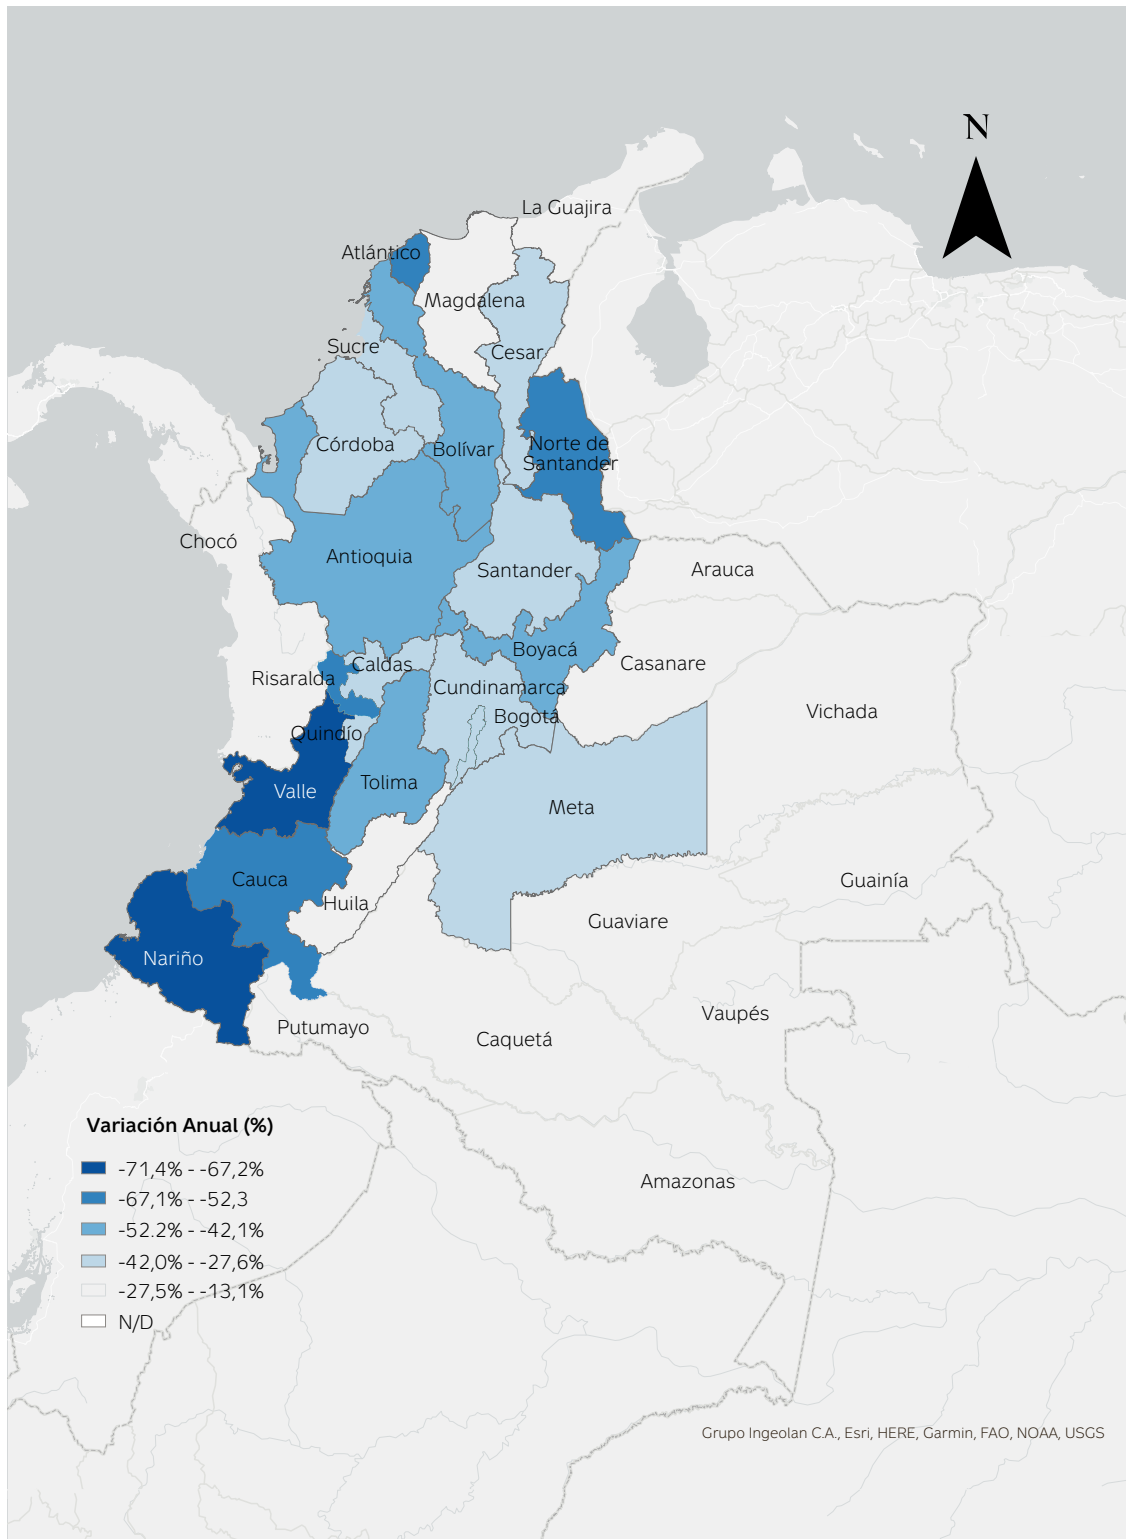 N
La Guajira
Atlántico
Magdalena
Sucre
Cesar
Córdoba
Bolívar
Norte de
Santander
Chocó
Antioquia
Santander
Arauca
Boyacá
Casanare
Caldas
Risaralda
Cundinamarca
Bogotá
Vichada
Quindío
Tolima
Valle
Meta
Cauca
Guainía
Huila
Guaviare
Nariño
Vaupés
Putumayo
Caquetá
Amazonas
Variación Anual (%)
-71,4% - -67,2%
-67,1% - -52,3
-52.2% - -42,1%
-42,0% - -27,6%
-27,5% - -13,1%
N/D
Grupo Ingeolan C.A., Esri, HERE, Garmin, FAO, NOAA, USGS